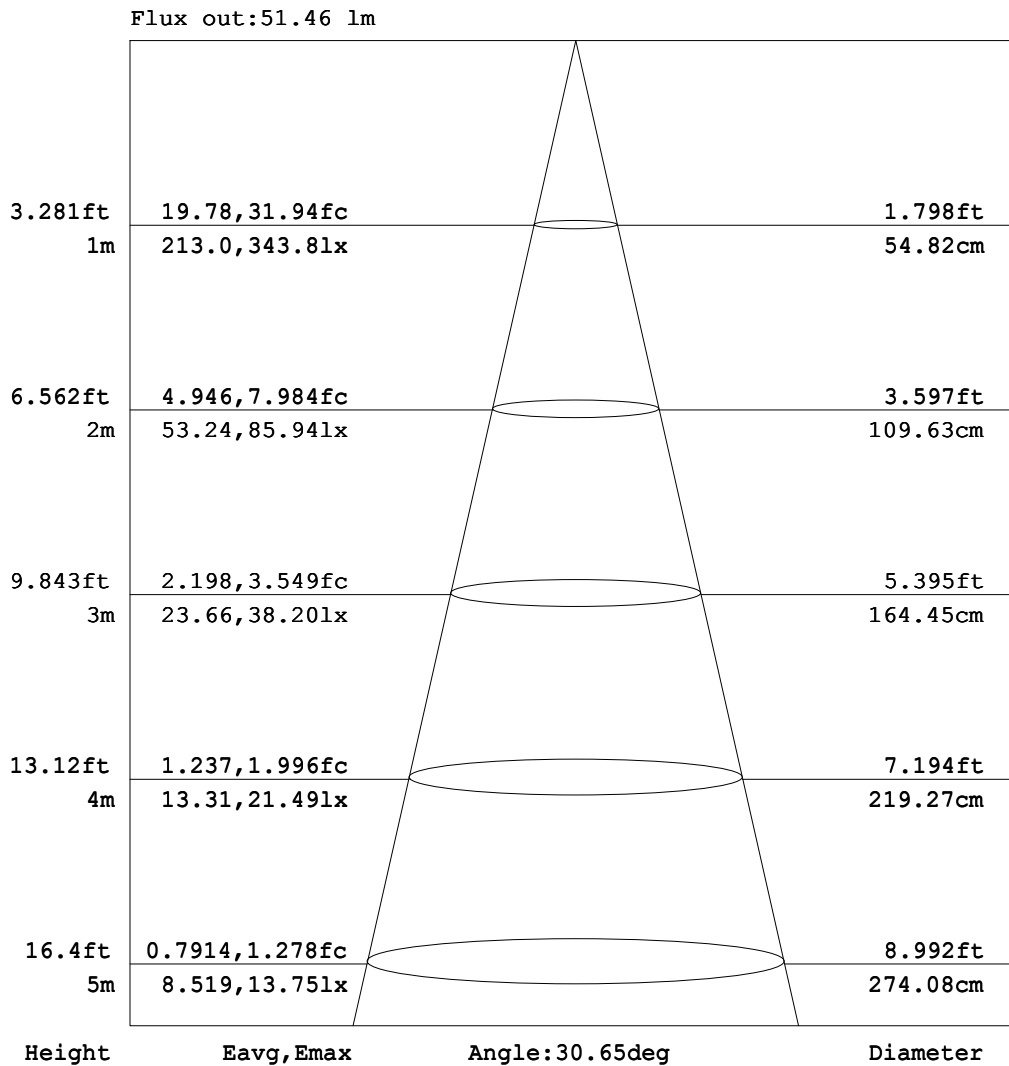 Flux out:51.46 lm
3.281ft 19.78,31.94fc 1.798ft
1m 213.0,343.8lx 54.82cm
6.562ft 4.946,7.984fc 3.597ft
2m 53.24,85.94lx 109.63cm
9.843ft 2.198,3.549fc 5.395ft
3m 23.66,38.20lx 164.45cm
13.12ft 1.237,1.996fc 7.194ft
4m 13.31,21.49lx 219.27cm
16.4ft 0.7914,1.278fc 8.992ft
5m 8.519,13.75lx 274.08cm
Height Eavg,Emax Angle:30.65deg Diameter